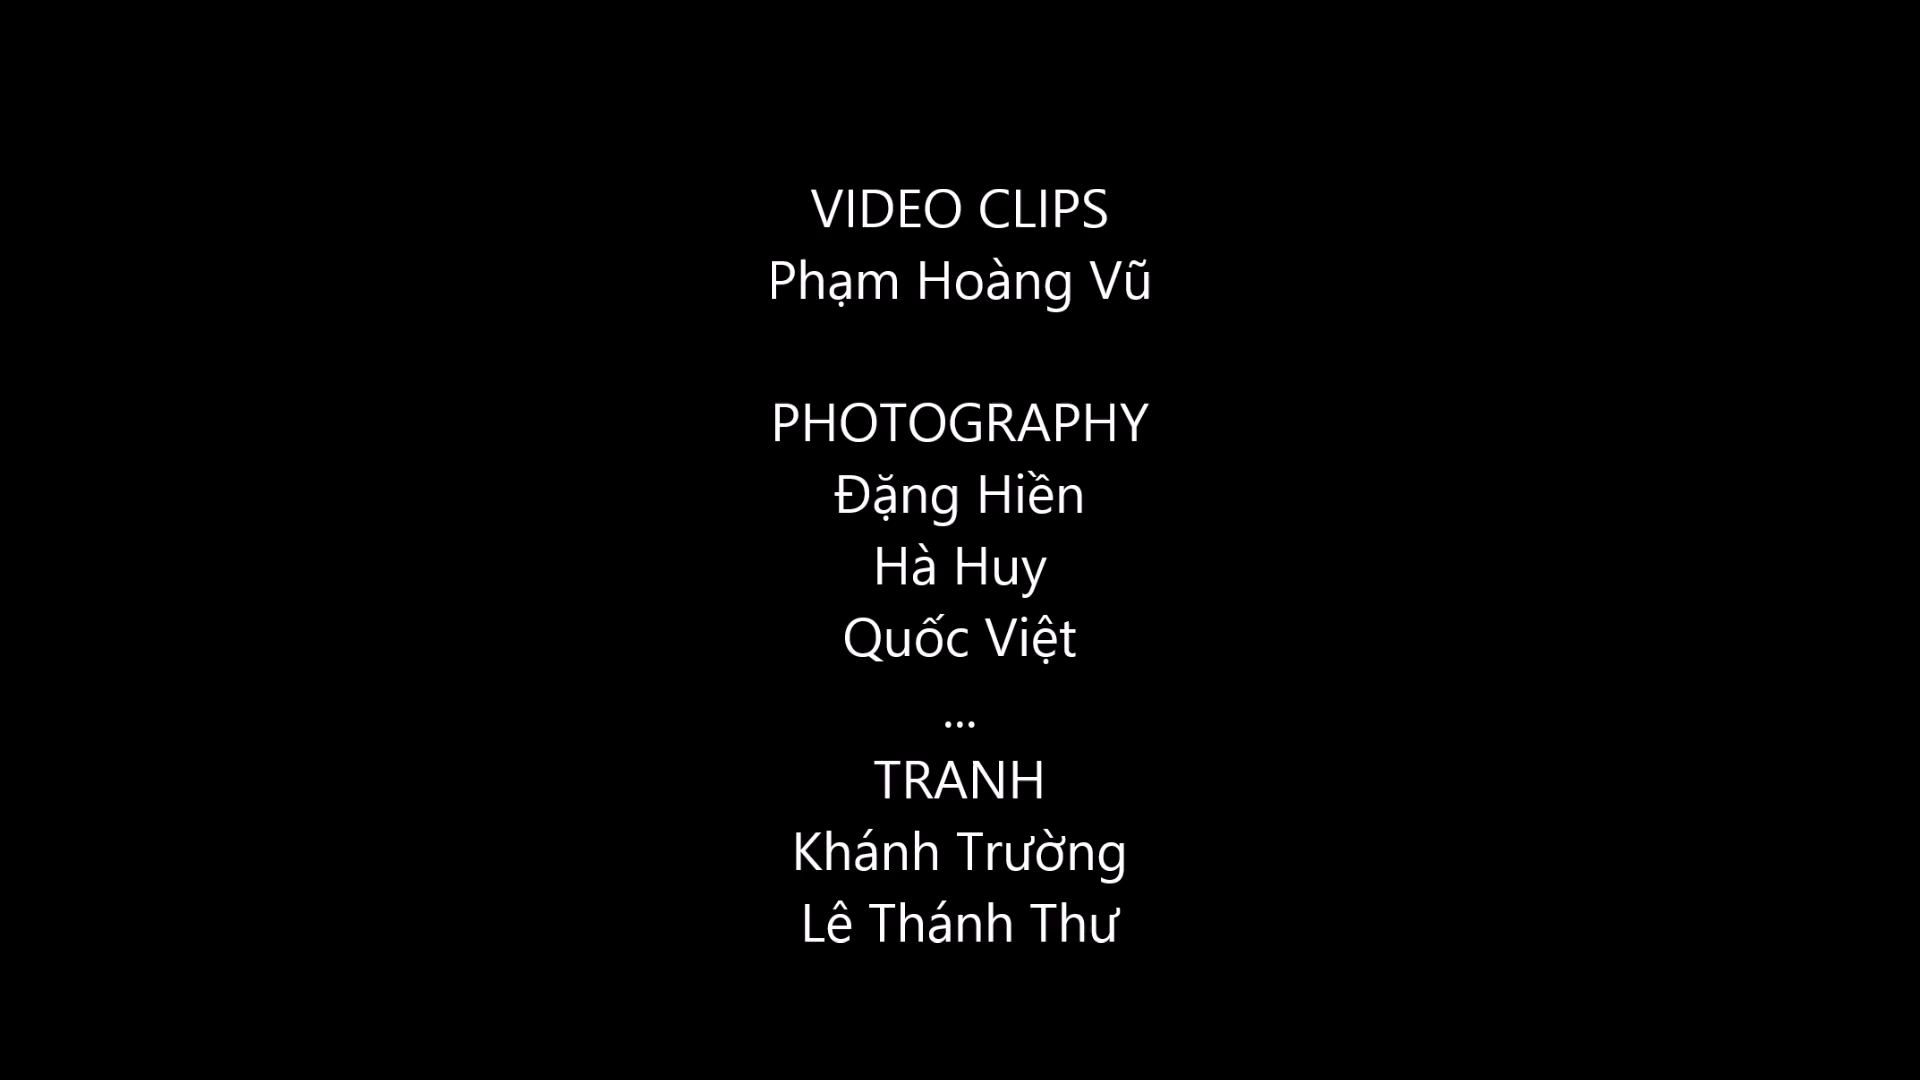 VIDEO CLIPS
Phạm Hoàng Vũ
PHOTOGRAPHY
Đặng Hiền
Hà Huy
Quốc Việt
...
TRANH
Khánh Trường
Lê Thánh Thư